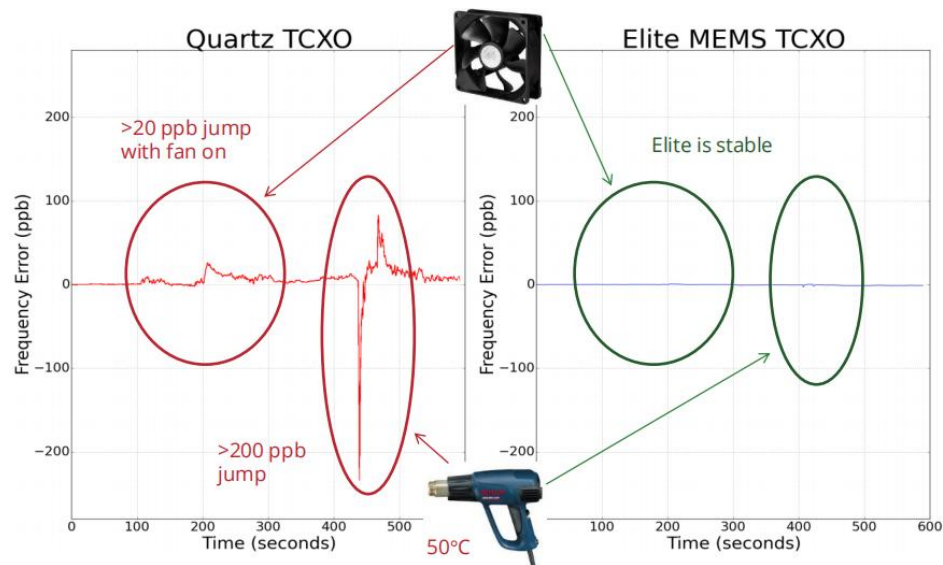 Quartz TCXO
Elite MEMS TCXO
>20 ppb jump
with fan on
Elite is stable
>200 ppb
jump
50°C
Frequency Error (ppb)
200
100
0
−100
−200
0
100
200
300
400
500
Time (seconds)
Frequency Error (ppb)
200
100
0
−100
−200
100
200
300
400
500
600
Time (seconds)